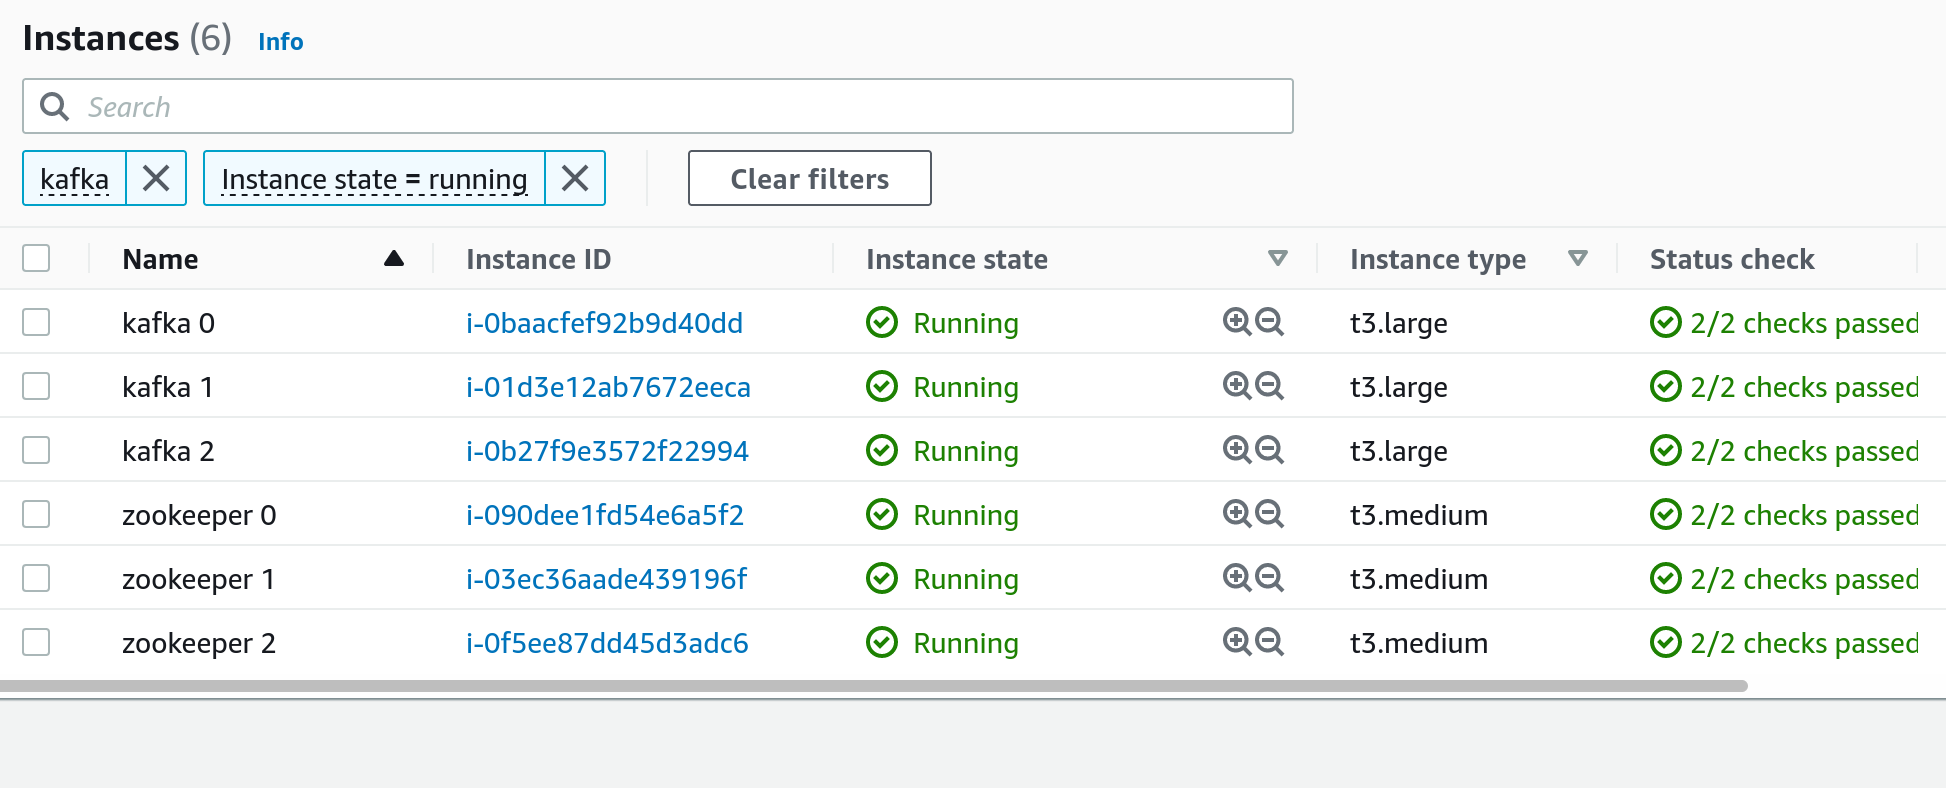 Instances (6) Info
Search
kafka Instance state = running Clear filters
Name Instance ID Instance state Instance type Status check
kafka 0 i-0baacfef92b9d40dd Running t3.large 2/2 checks passed
kafka 1 i-01d3e12ab7672eeca Running t3.large 2/2 checks passed
kafka 2 i-0b27f9e3572f22994 Running t3.large 2/2 checks passed
zookeeper 0 i-090dee1fd54e6a5f2 Running t3.medium 2/2 checks passed
zookeeper 1 i-03ec36aade439196f Running t3.medium 2/2 checks passed
zookeeper 2 i-0f5ee87dd45d3adc6 Running t3.medium 2/2 checks passed